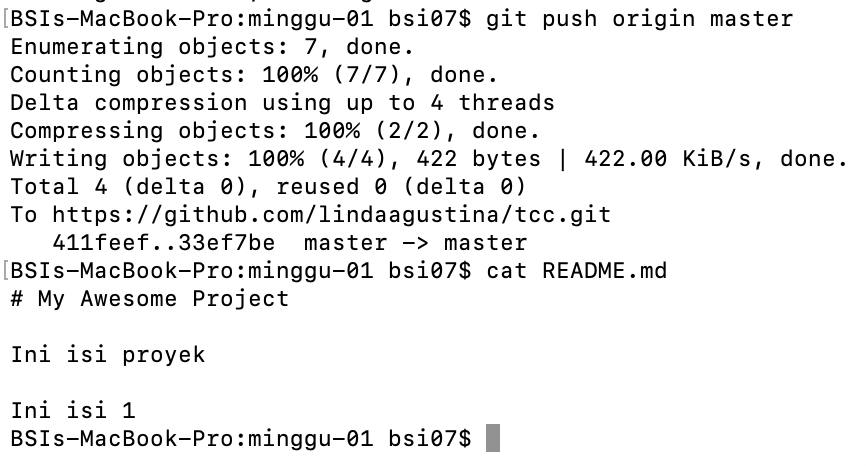 [BSIs-MacBook-Pro:minggu-01 bsi07$ git push origin master
Enumerating objects: 7, done.
Counting objects: 100% (7/7), done.
Delta compression using up to 4 threads
Compressing objects: 100% (2/2), done.
Writing objects: 100% (4/4), 422 bytes | 422.00 KiB/s, done.
Total 4 (delta 0), reused 0 (delta 0)
To https://github.com/lindaagustina/tcc.git
   411feef..33ef7be  master -> master
[BSIs-MacBook-Pro:minggu-01 bsi07$ cat README.md
# My Awesome Project
Ini isi proyek
Ini isi 1
BSIs-MacBook-Pro:minggu-01 bsi07$